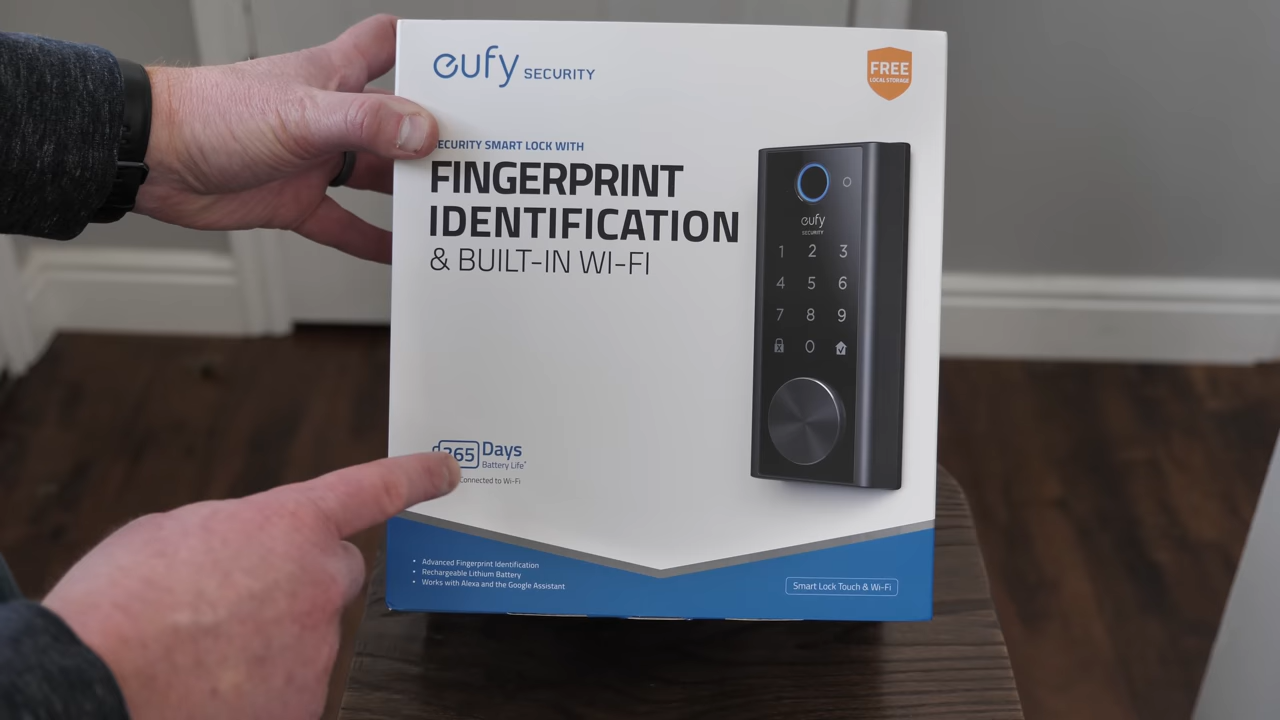 eufy SECURITY
FREE
LOCAL STORAGE
SECURITY SMART LOCK WITH
FINGERPRINT
IDENTIFICATION
& BUILT-IN WI-FI
eufy
SECURITY
1 2 3
4 5 6
7 8 9
0
365 Days
Battery Life*
Connected to Wi-Fi
• Advanced Fingerprint Identification
• Rechargeable Lithium Battery
• Works with Alexa and the Google Assistant
Smart Lock Touch & Wi-Fi